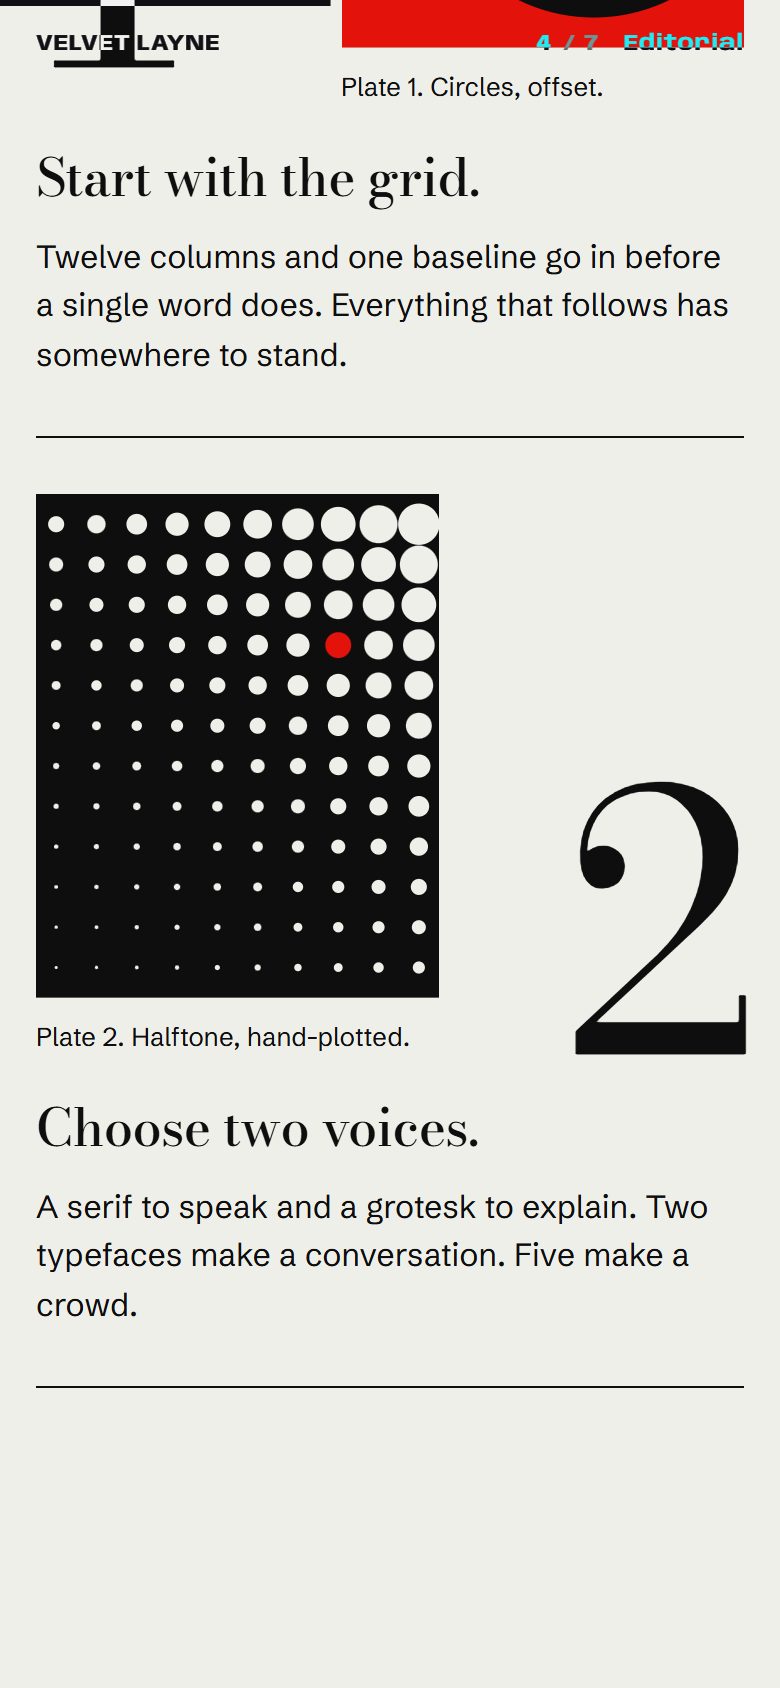 VELVET LAYNE
4 / 7 Editorial
Plate 1. Circles, offset.
Start with the grid.
Twelve columns and one baseline go in before
a single word does. Everything that follows has
somewhere to stand.
2
Plate 2. Halftone, hand-plotted.
Choose two voices.
A serif to speak and a grotesk to explain. Two
typefaces make a conversation. Five make a
crowd.